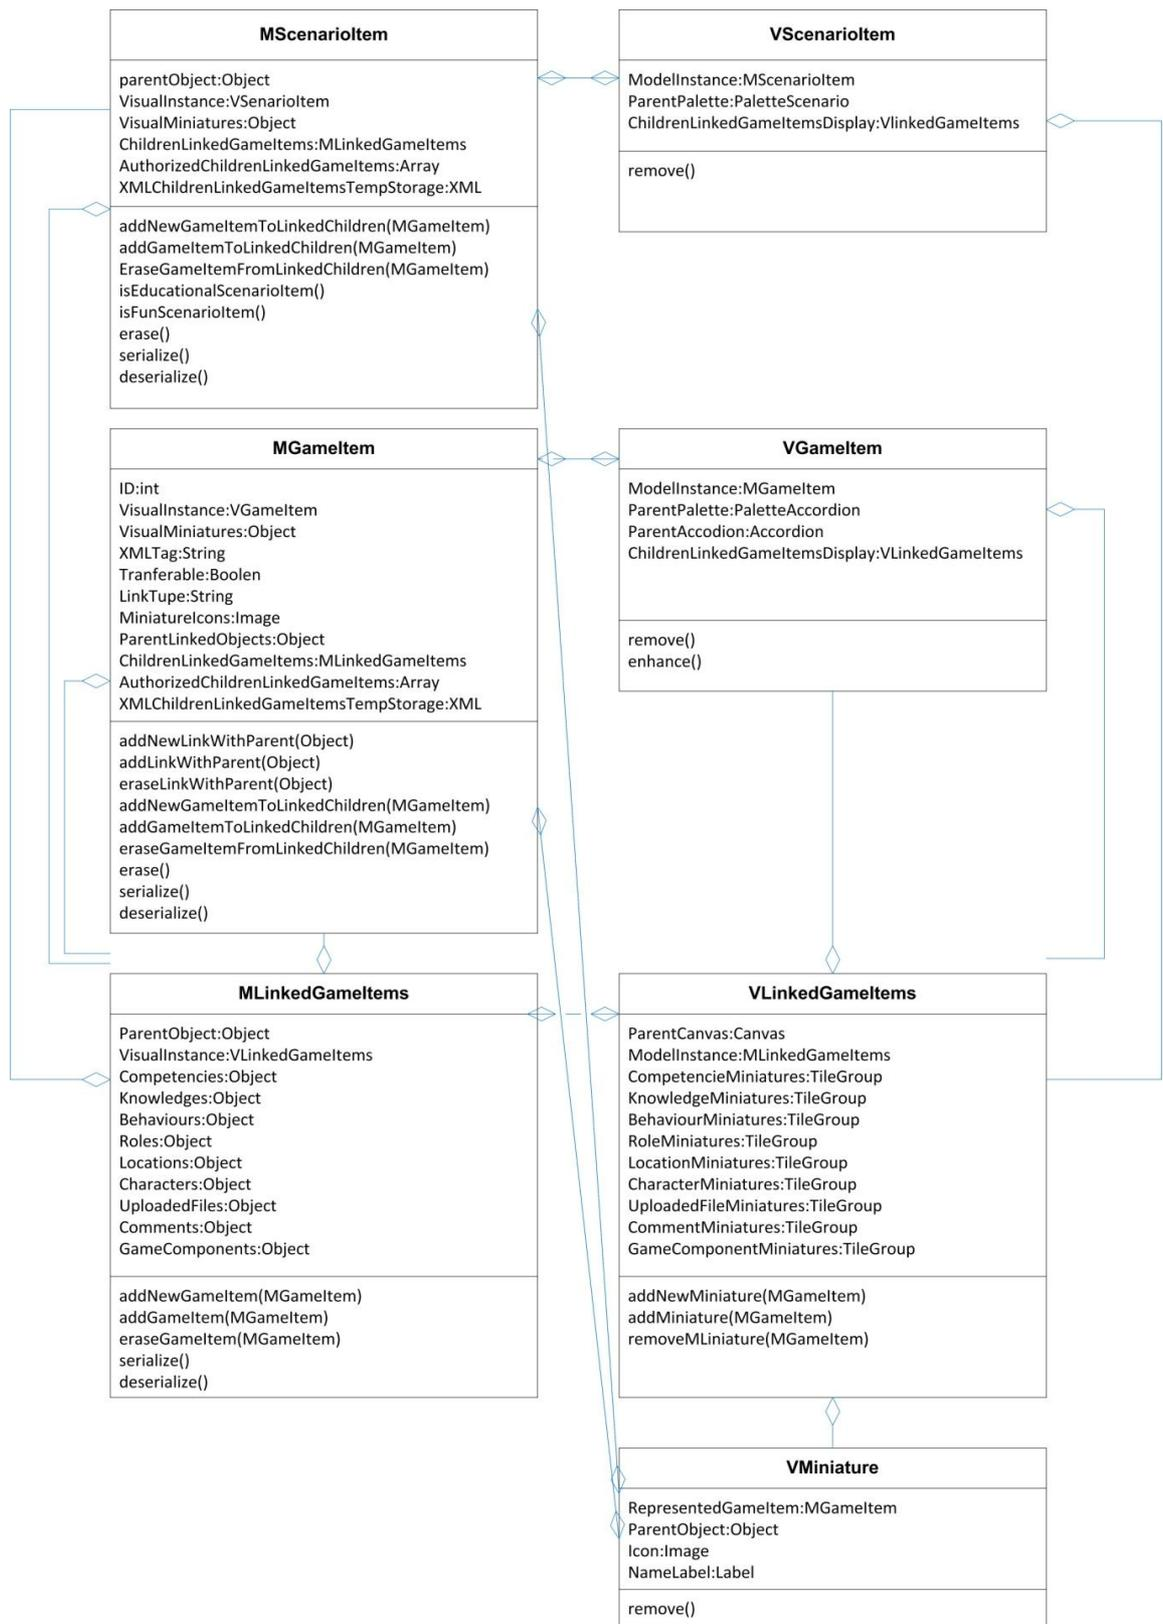 MScenarioItem
parentObject:Object
VisualInstance:VSenarioItem
VisualMiniatures:Object
ChildrenLinkedGameItems:MLinkedGameItems
AuthorizedChildrenLinkedGameItems:Array
XMLChildrenLinkedGameItemsTempStorage:XML
addNewGameItemToLinkedChildren(MGameItem)
addGameItemToLinkedChildren(MGameItem)
EraseGameItemFromLinkedChildren(MGameItem)
isEducationalScenarioItem()
isFunScenarioItem()
erase()
serialize()
deserialize()
VScenarioItem
ModelInstance:MScenarioItem
ParentPalette:PaletteScenario
ChildrenLinkedGameItemsDisplay:VlinkedGameItems
remove()
MGameItem
ID:int
VisualInstance:VGameItem
VisualMiniatures:Object
XMLTag:String
Tranferable:Boolen
LinkTupe:String
MiniatureIcons:Image
ParentLinkedObjects:Object
ChildrenLinkedGameItems:MLinkedGameItems
AuthorizedChildrenLinkedGameItems:Array
XMLChildrenLinkedGameItemsTempStorage:XML
addNewLinkWithParent(Object)
addLinkWithParent(Object)
eraseLinkWithParent(Object)
addNewGameItemToLinkedChildren(MGameItem)
addGameItemToLinkedChildren(MGameItem)
eraseGameItemFromLinkedChildren(MGameItem)
erase()
serialize()
deserialize()
VGameItem
ModelInstance:MGameItem
ParentPalette:PaletteAccordion
ParentAccodion:Accordion
ChildrenLinkedGameItemsDisplay:VLinkedGameItems
remove()
enhance()
MLinkedGameItems
ParentObject:Object
VisualInstance:VLinkedGameItems
Competencies:Object
Knowledges:Object
Behaviours:Object
Roles:Object
Locations:Object
Characters:Object
UploadedFiles:Object
Comments:Object
GameComponents:Object
addNewGameItem(MGameItem)
addGameItem(MGameItem)
eraseGameItem(MGameItem)
serialize()
deserialize()
VLinkedGameItems
ParentCanvas:Canvas
ModelInstance:MLinkedGameItems
CompetencieMiniatures:TileGroup
KnowledgeMiniatures:TileGroup
BehaviourMiniatures:TileGroup
RoleMiniatures:TileGroup
LocationMiniatures:TileGroup
CharacterMiniatures:TileGroup
UploadedFileMiniatures:TileGroup
CommentMiniatures:TileGroup
GameComponentMiniatures:TileGroup
addNewMiniature(MGameItem)
addMiniature(MGameItem)
removeMLiniature(MGameItem)
VMiniature
RepresentedGameItem:MGameItem
ParentObject:Object
Icon:Image
NameLabel:Label
remove()